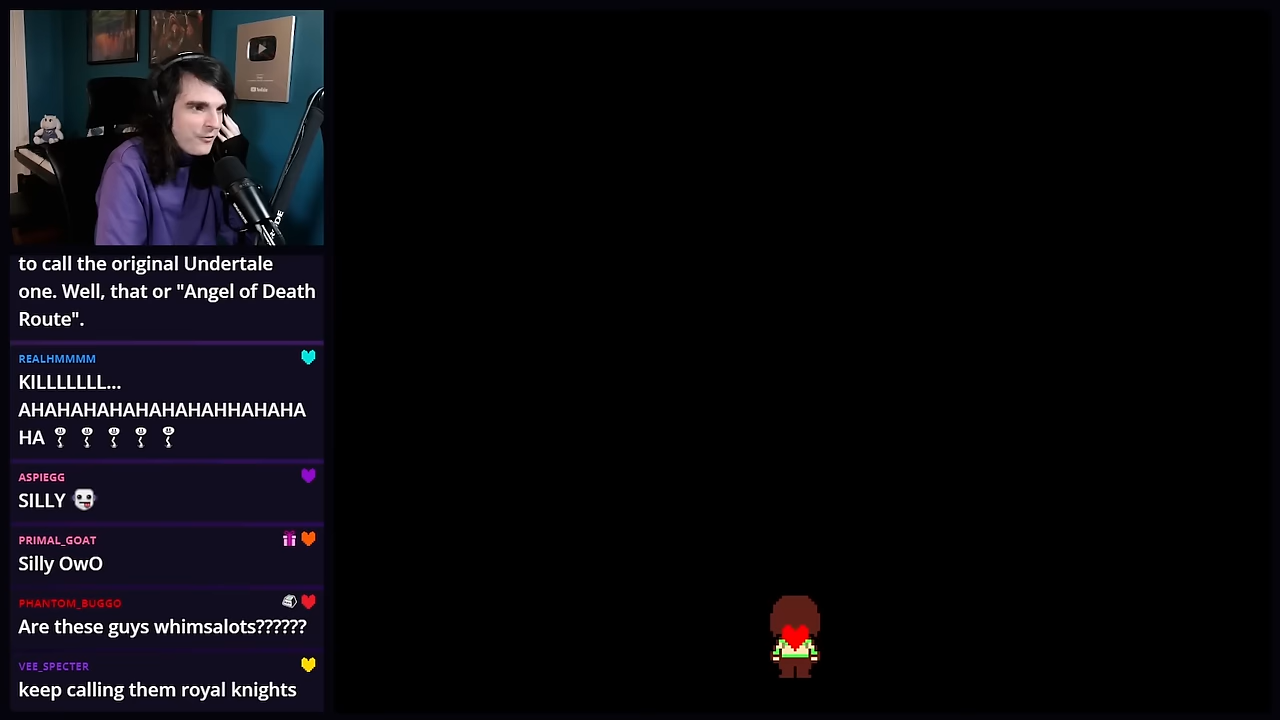 to call the original Undertale
one. Well, that or "Angel of Death
Route".
REALHMMMM
KILLLLLLL...
AHAHAHAHAHAHAHAHHAHAHA
HA
ASPIEGG
SILLY
PRIMAL_GOAT
Silly OwO
PHANTOM_BUGGO
Are these guys whimsalots??????
VEE_SPECTER
keep calling them royal knights